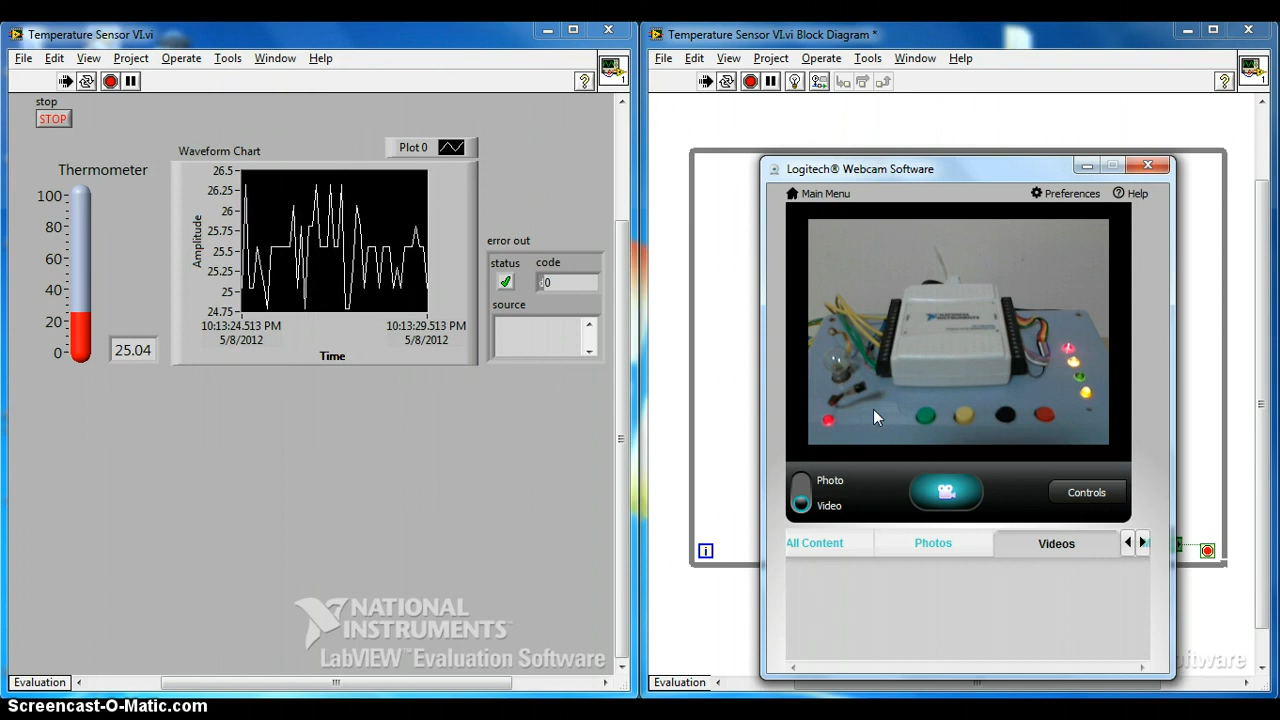 Temperature Sensor VI.vi
File Edit View Project Operate Tools Window Help
stop
STOP
Thermometer
100
80
60
40
20
0
25.04
Waveform Chart
Plot 0
Amplitude
26.5
26.25
26
25.75
25.5
25.25
25
24.75
10:13:24.513 PM
5/8/2012
10:13:29.513 PM
5/8/2012
Time
error out
status code
0
source
NATIONAL
INSTRUMENTS
LabVIEW™ Evaluation Software
Evaluation
Temperature Sensor VI.vi Block Diagram *
File Edit View Project Operate Tools Window Help
Logitech® Webcam Software
Main Menu Preferences Help
NATIONAL
INSTRUMENTS
Photo
Video
Controls
All Content Photos Videos
i
Evaluation
Screencast-O-Matic.com